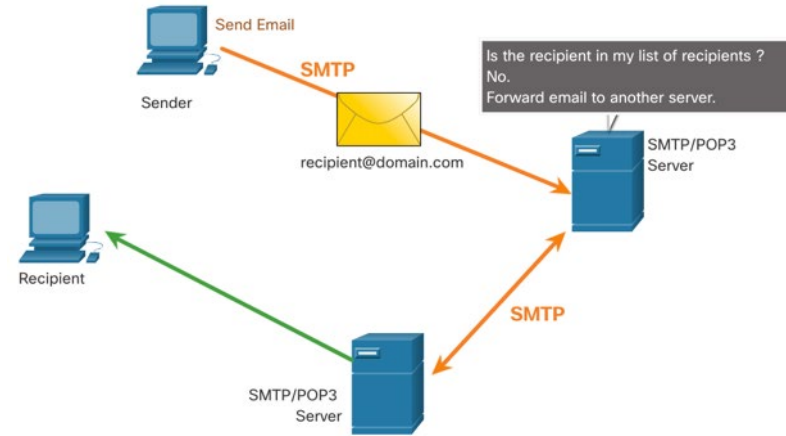 Send Email
SMTP
Sender
recipient@domain.com
Is the recipient in my list of recipients ?
No.
Forward email to another server.
SMTP/POP3
Server
Recipient
SMTP
SMTP/POP3
Server